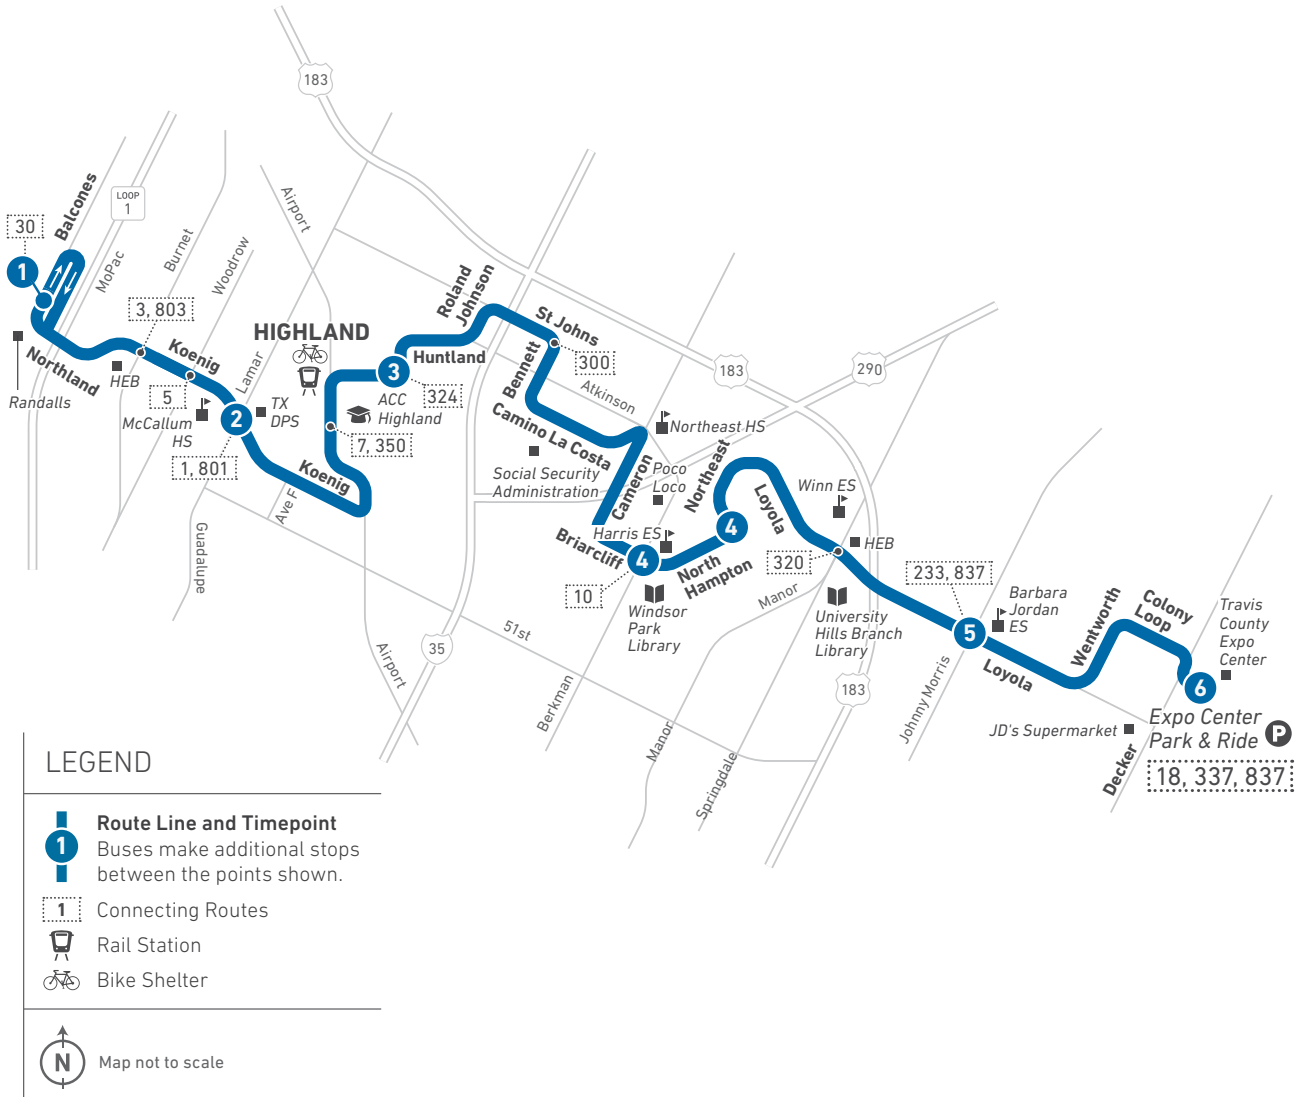 183
Balcones
LOOP
1
30
1
MoPac
Burnet
Woodrow
Airport
3, 803
Randalls
Northland
HEB
Koenig
5
McCallum
HS
Lamar
2
TX
DPS
1, 801
HIGHLAND
Koenig
Ave F
Guadalupe
7, 350
3
ACC
Highland
324
Huntland
Roland
Johnson
St Johns
300
Bennett
Atkinson
Camino La Costa
Social Security
Administration
Cameron
Northeast HS
Poco
Loco
183
290
Northeast
Harris ES
Briarcliff
4
4
North
Hampton
10
Windsor
Park
Library
Loyola
Winn ES
HEB
320
Manor
University
Hills Branch
Library
233, 837
5
Barbara
Jordan
ES
Loyola
Wentworth
Colony
Loop
Travis
County
Expo
Center
6
Expo Center
Park & Ride P
18, 337, 837
JD's Supermarket
Decker
Johnny Morris
183
Springdale
Manor
Berkman
51st
35
Airport
LEGEND
1
Route Line and Timepoint
Buses make additional stops
between the points shown.
1 Connecting Routes
Rail Station
Bike Shelter
N Map not to scale